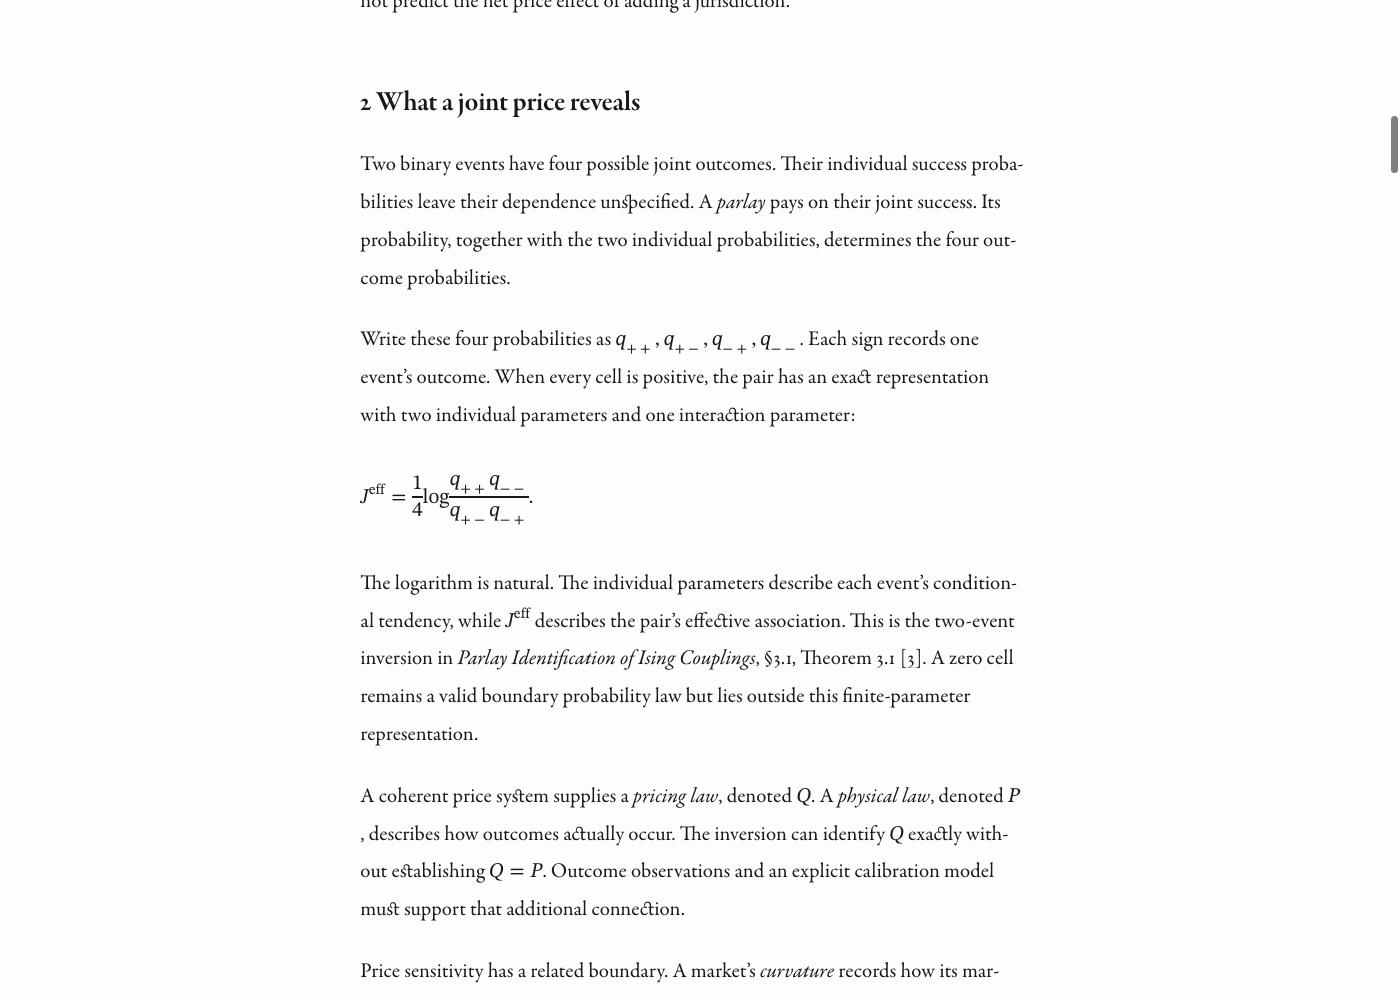 not predict the net price effect of adding a jurisdiction.
2 What a joint price reveals
Two binary events have four possible joint outcomes. Their individual success proba-
bilities leave their dependence unspecified. A parlay pays on their joint success. Its
probability, together with the two individual probabilities, determines the four out-
come probabilities.
Write these four probabilities as q₊₊, q₊₋, q₋₊, q₋₋. Each sign records one
event’s outcome. When every cell is positive, the pair has an exact representation
with two individual parameters and one interaction parameter:
J^eff = 1/4 log (q₊₊ q₋₋)/(q₊₋ q₋₊).
The logarithm is natural. The individual parameters describe each event’s condition-
al tendency, while J^eff describes the pair’s effective association. This is the two-event
inversion in Parlay Identification of Ising Couplings, §3.1, Theorem 3.1 [3]. A zero cell
remains a valid boundary probability law but lies outside this finite-parameter
representation.
A coherent price system supplies a pricing law, denoted Q. A physical law, denoted P
, describes how outcomes actually occur. The inversion can identify Q exactly with-
out establishing Q = P. Outcome observations and an explicit calibration model
must support that additional connection.
Price sensitivity has a related boundary. A market’s curvature records how its mar-